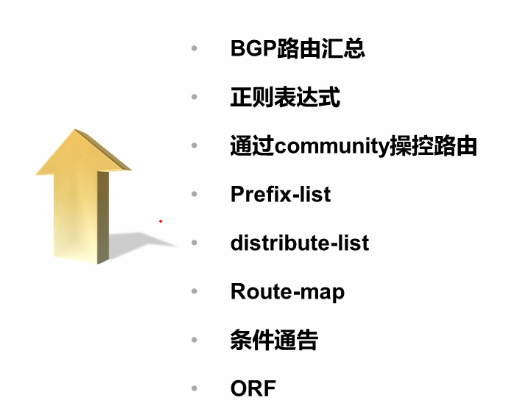 BGP路由汇总
正则表达式
通过community操控路由
Prefix-list
distribute-list
Route-map
条件通告
ORF